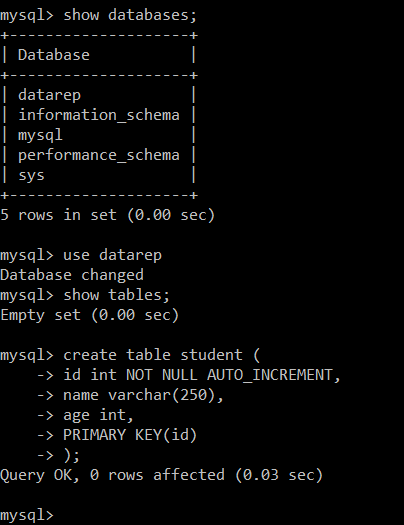 mysql> show databases;
+--------------------+
| Database           |
+--------------------+
| datarep            |
| information_schema |
| mysql              |
| performance_schema |
| sys                |
+--------------------+
5 rows in set (0.00 sec)

mysql> use datarep
Database changed
mysql> show tables;
Empty set (0.00 sec)

mysql> create table student (
    -> id int NOT NULL AUTO_INCREMENT,
    -> name varchar(250),
    -> age int,
    -> PRIMARY KEY(id)
    -> );
Query OK, 0 rows affected (0.03 sec)

mysql>